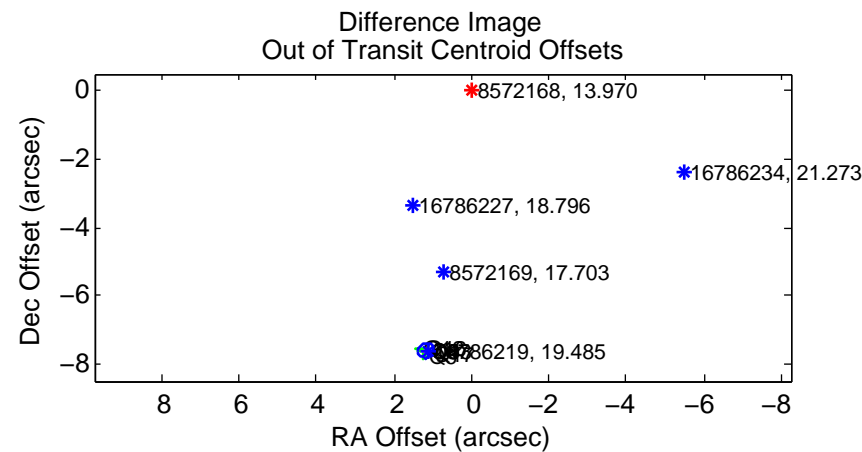 Difference Image
Out of Transit Centroid Offsets
Dec Offset (arcsec)
0
−2
−4
−6
−8
8572168, 13.970
16786234, 21.273
16786227, 18.796
8572169, 17.703
19.485
8 6 4 2 0 −2 −4 −6 −8
RA Offset (arcsec)